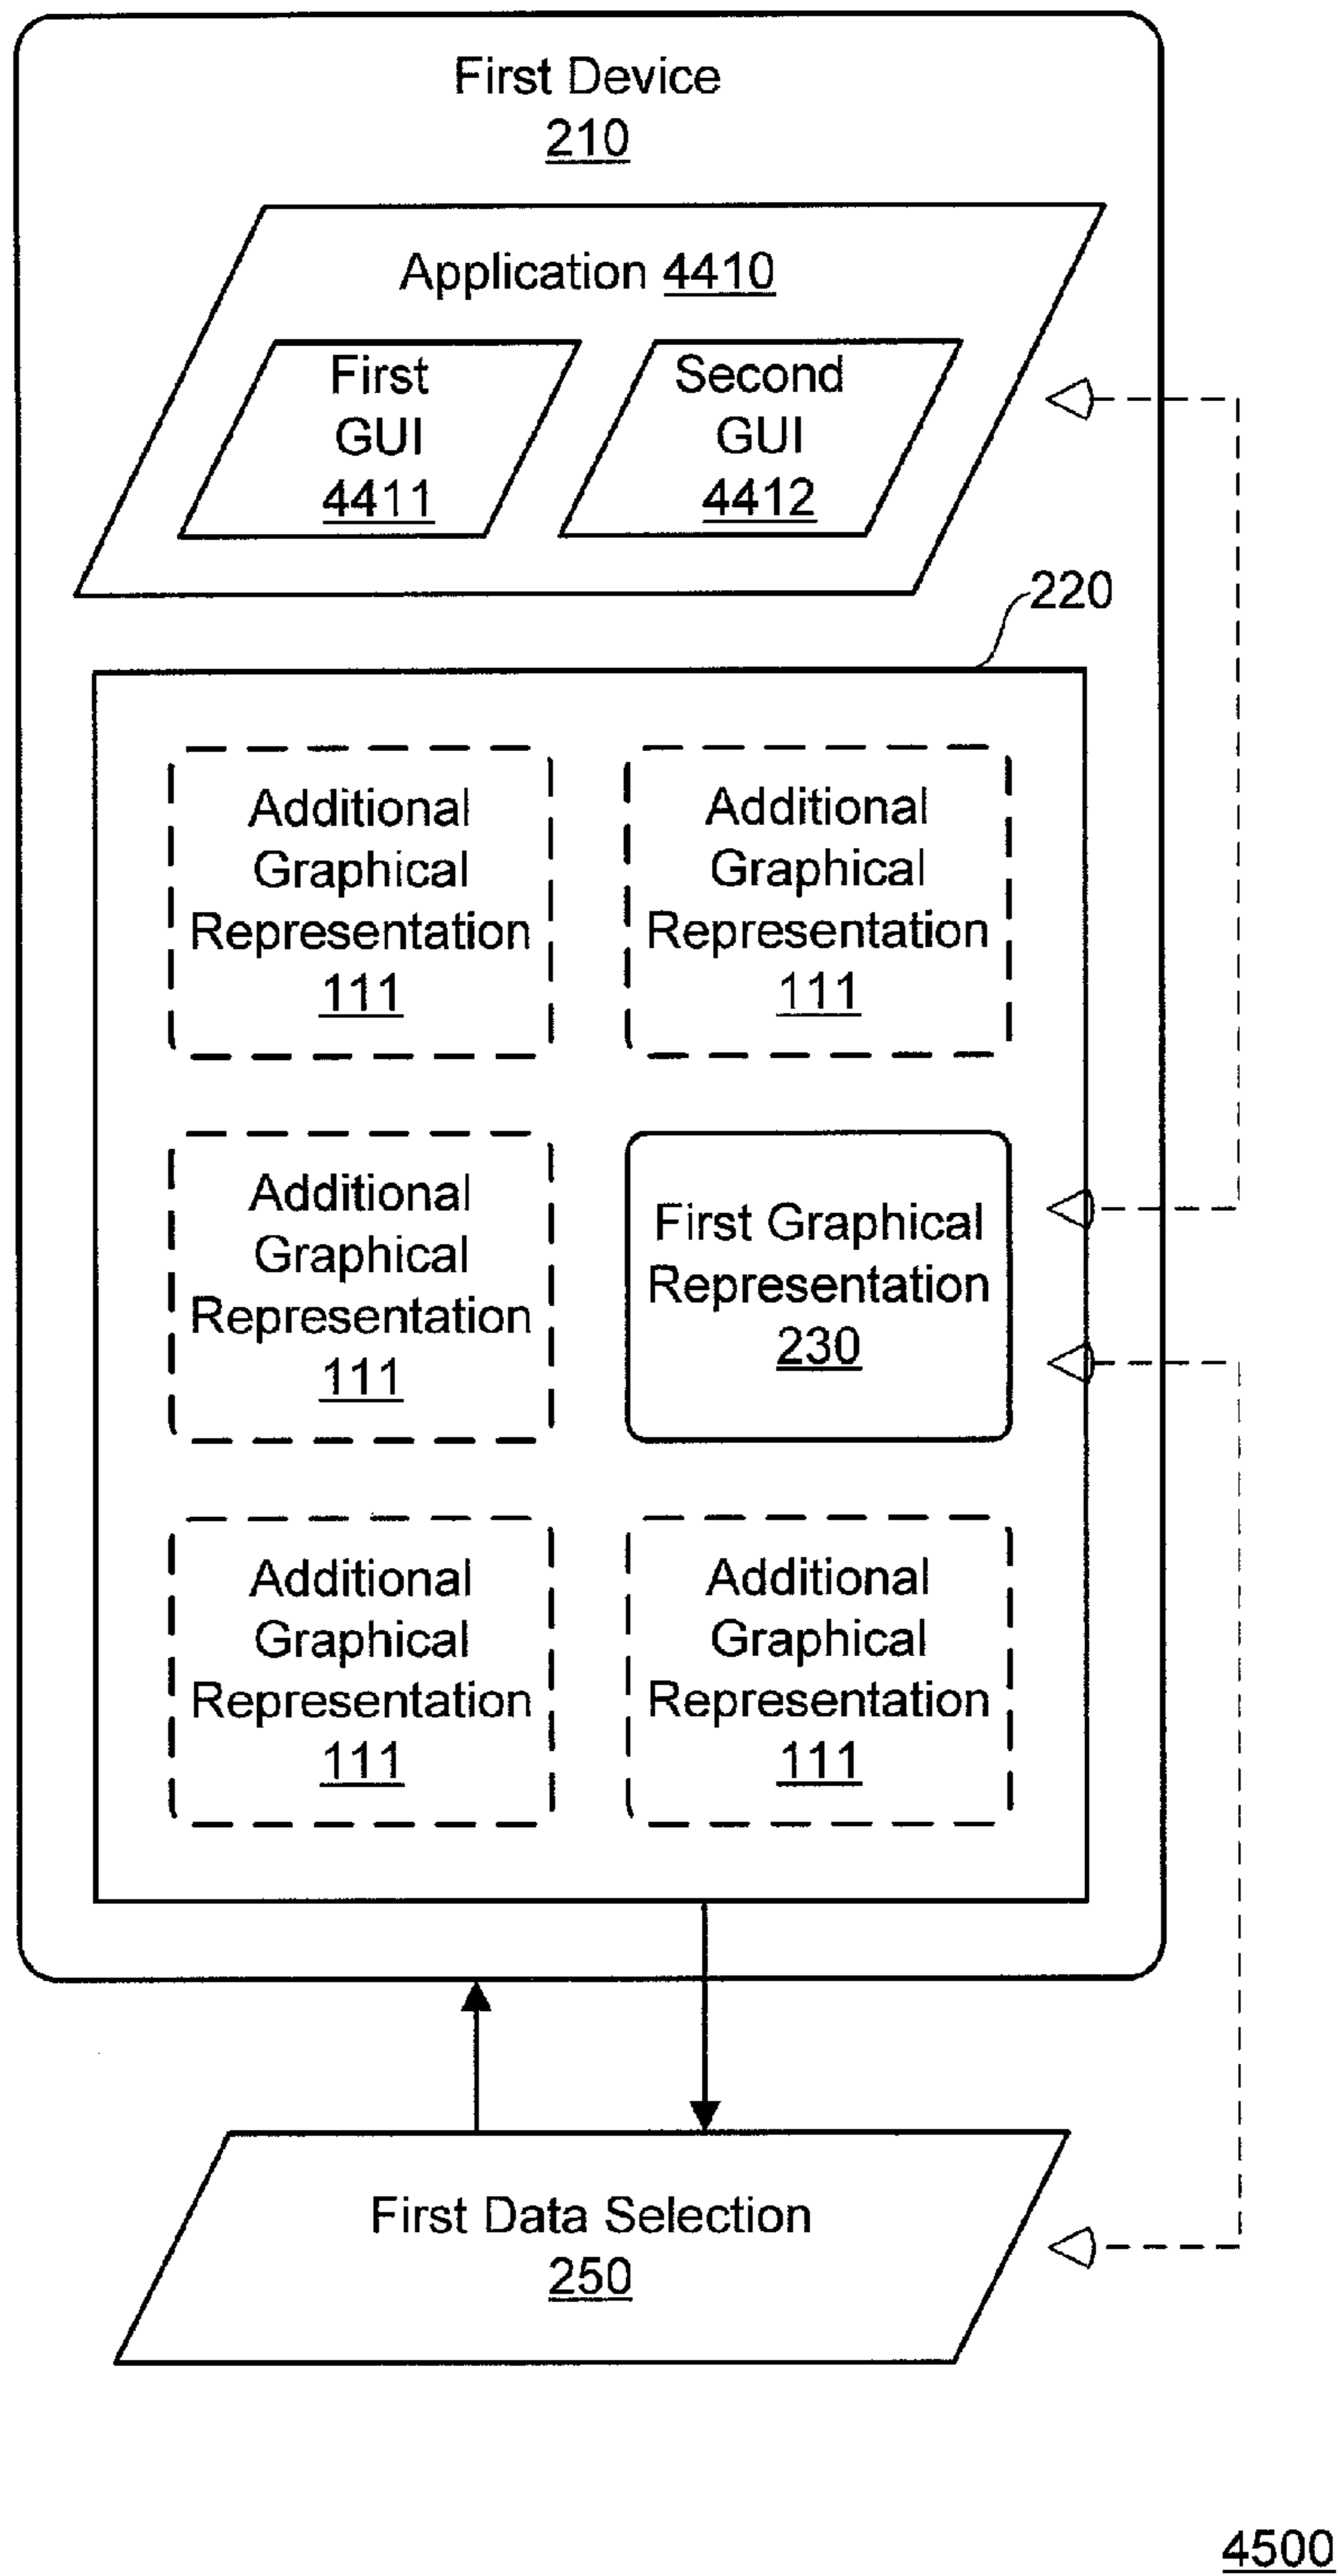 First Device
210
Application 4410
First
GUI
4411
Second
GUI
4412
220
Additional
Graphical
Representation
111
Additional
Graphical
Representation
111
Additional
Graphical
Representation
111
First Graphical
Representation
230
Additional
Graphical
Representation
111
Additional
Graphical
Representation
111
First Data Selection
250
4500